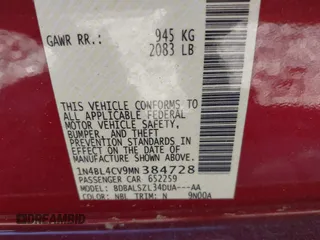 GAWR RR.: 945 KG
2083 LB
THIS VEHICLE CONFORMS TO
ALL APPLICABLE FEDERAL
MOTOR VEHICLE SAFETY,
BUMPER, AND THEFT
PREVENTION STANDARDS IN
EFFECT ON THE DATE OF
MANUFACTURE SHOWN ABOVE.
1N4BL4CV9MN384728
PASSENGER CAR 652259
MODEL: BDBALSZL34DUA---AA
COLOR: NBL TRIM: N 9N00A
DREAMBID